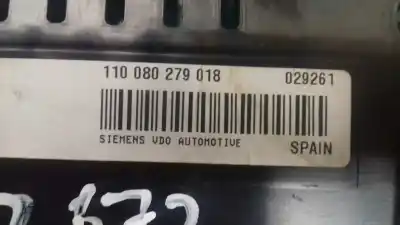 110 080 279 018 029261
SIEMENS VDO AUTOMOTIVE SPAIN